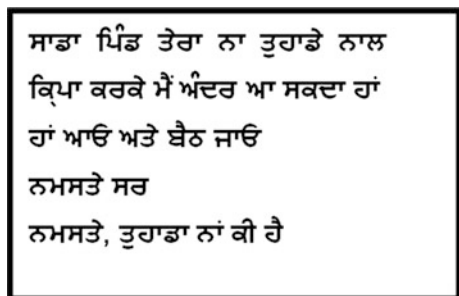 ਸਾਡਾ ਪਿੰਡ ਤੇਰਾ ਨਾ ਤੁਹਾਡੇ ਨਾਲ
ਕ੍ਰਿਪਾ ਕਰਕੇ ਮੈਂ ਅੰਦਰ ਆ ਸਕਦਾ ਹਾਂ
ਹਾਂ ਆਓ ਅਤੇ ਬੈਠ ਜਾਓ
ਨਮਸਤੇ ਸਰ
ਨਮਸਤੇ, ਤੁਹਾਡਾ ਨਾਂ ਕੀ ਹੈ